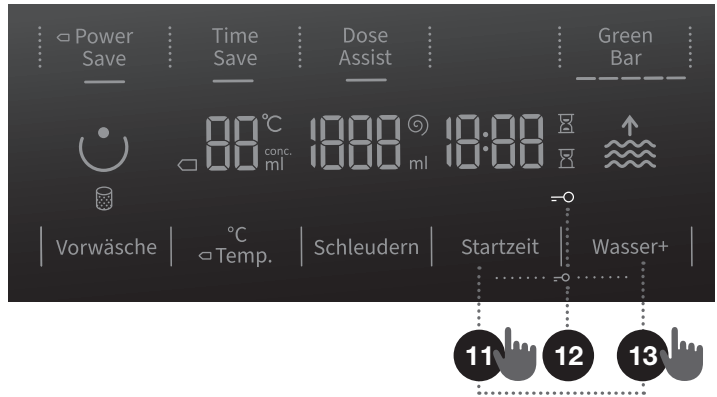 Power
Save
Time
Save
Dose
Assist
Green
Bar
88 °C
conc.
ml
1888
ml
18:88
Vorwäsche
°C
Temp.
Schleudern
Startzeit
Wasser+
11
12
13